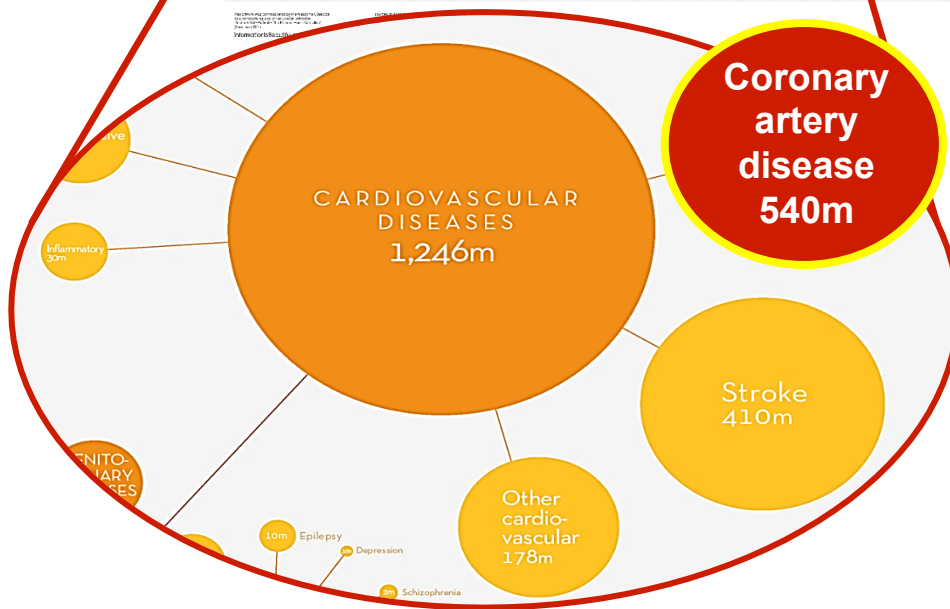 Coronary
artery
disease
540m
CARDIOVASCULAR
DISEASES
1,246m
Inflammatory
30m
Stroke
410m
Other
cardio-
vascular
178m
10m Epilepsy
Depression
2m Schizophrenia